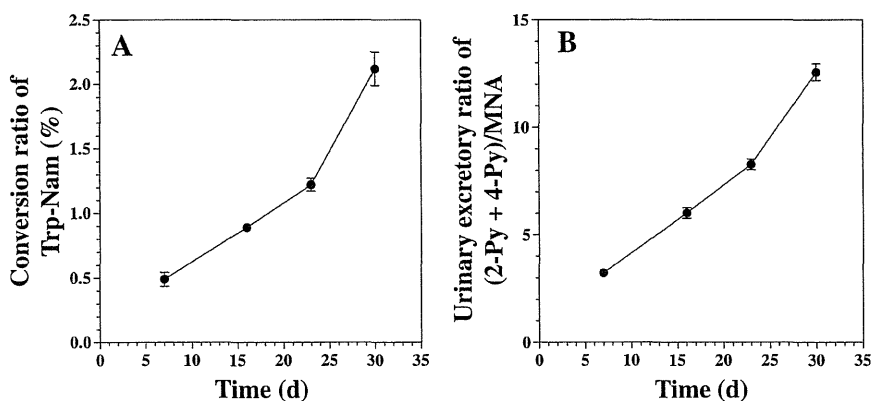 A
Conversion ratio of
Trp-Nam (%)
2.5
2.0
1.5
1.0
0.5
0.0
0 5 10 15 20 25 30 35
Time (d)
B
Urinary excretory ratio of
(2-Py + 4-Py)/MNA
15
10
5
0
0 5 10 15 20 25 30 35
Time (d)